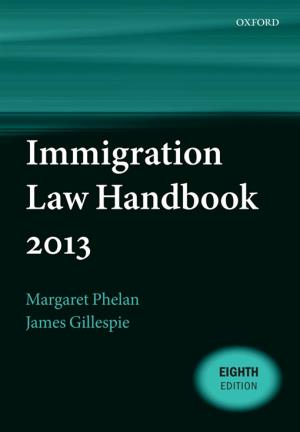 OXFORD
Immigration
Law Handbook
2013
Margaret Phelan
James Gillespie
EIGHTH
EDITION